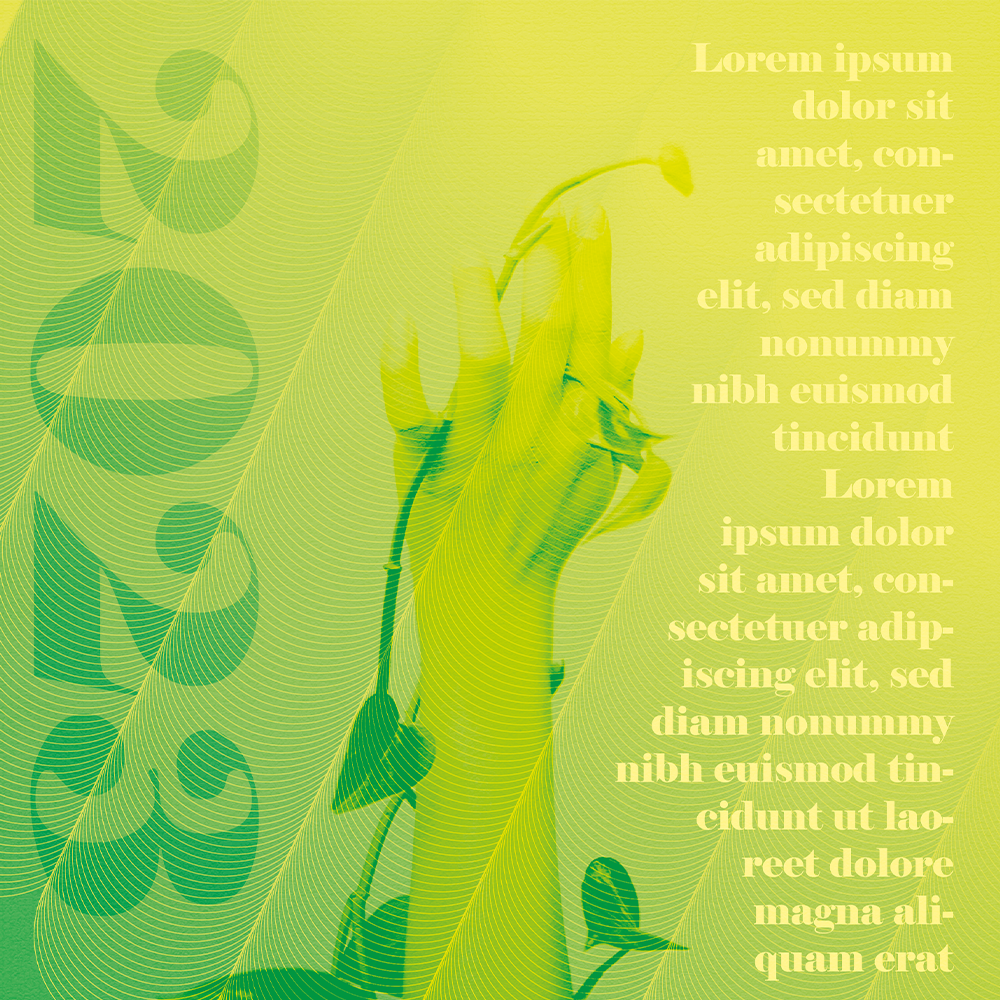 2023
Lorem ipsum
dolor sit
amet, con-
sectetuer
adipiscing
elit, sed diam
nonummy
nibh euismod
tincidunt
Lorem
ipsum dolor
sit amet, con-
sectetuer adip-
iscing elit, sed
diam nonummy
nibh euismod tin-
cidunt ut lao-
reet dolore
magna ali-
quam erat